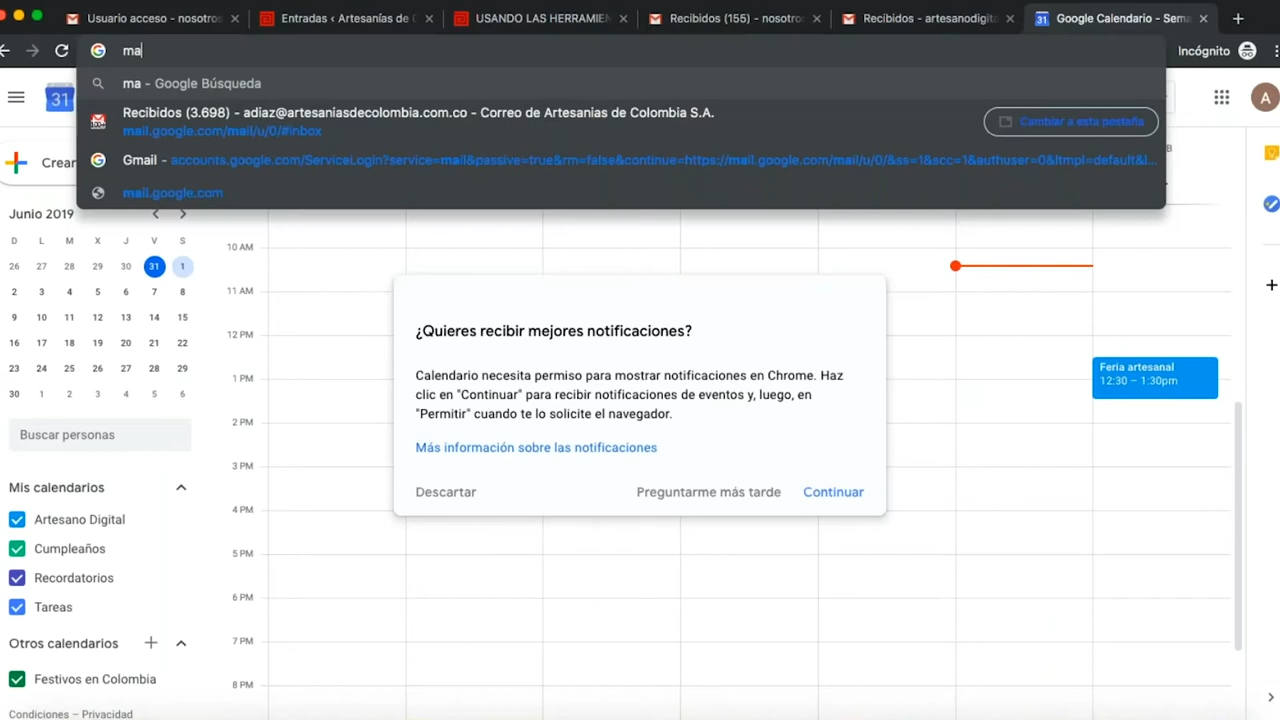 Usuario acceso - nosotros
Entradas ‹ Artesanías de C
USANDO LAS HERRAMIEN
Recibidos (155) - nosotro
Recibidos - artesanodigita
Google Calendario - Sema
ma
Incógnito
ma - Google Búsqueda
Recibidos (3.698) - adiaz@artesaniasdecolombia.com.co - Correo de Artesanias de Colombia S.A.
mail.google.com/mail/u/0/#inbox
Cambiar a esta pestaña
Gmail - accounts.google.com/ServiceLogin?service=mail&passive=true&rm=false&continue=https://mail.google.com/mail/u/0/&ss=1&scc=1&authuser=0&ltmpl=default&l...
mail.google.com
31
A
Crear
Junio 2019
D L M X J V S
26 27 28 29 30 31 1
2 3 4 5 6 7 8
9 10 11 12 13 14 15
16 17 18 19 20 21 22
23 24 25 26 27 28 29
30 1 2 3 4 5 6
Buscar personas
Mis calendarios
Artesano Digital
Cumpleaños
Recordatorios
Tareas
Otros calendarios
Festivos en Colombia
Condiciones – Privacidad
10 AM
11 AM
12 PM
1 PM
2 PM
3 PM
4 PM
5 PM
6 PM
7 PM
8 PM
¿Quieres recibir mejores notificaciones?
Calendario necesita permiso para mostrar notificaciones en Chrome. Haz
clic en "Continuar" para recibir notificaciones de eventos y, luego, en
"Permitir" cuando te lo solicite el navegador.
Más información sobre las notificaciones
Descartar
Preguntarme más tarde
Continuar
Feria artesanal
12:30 – 1:30pm